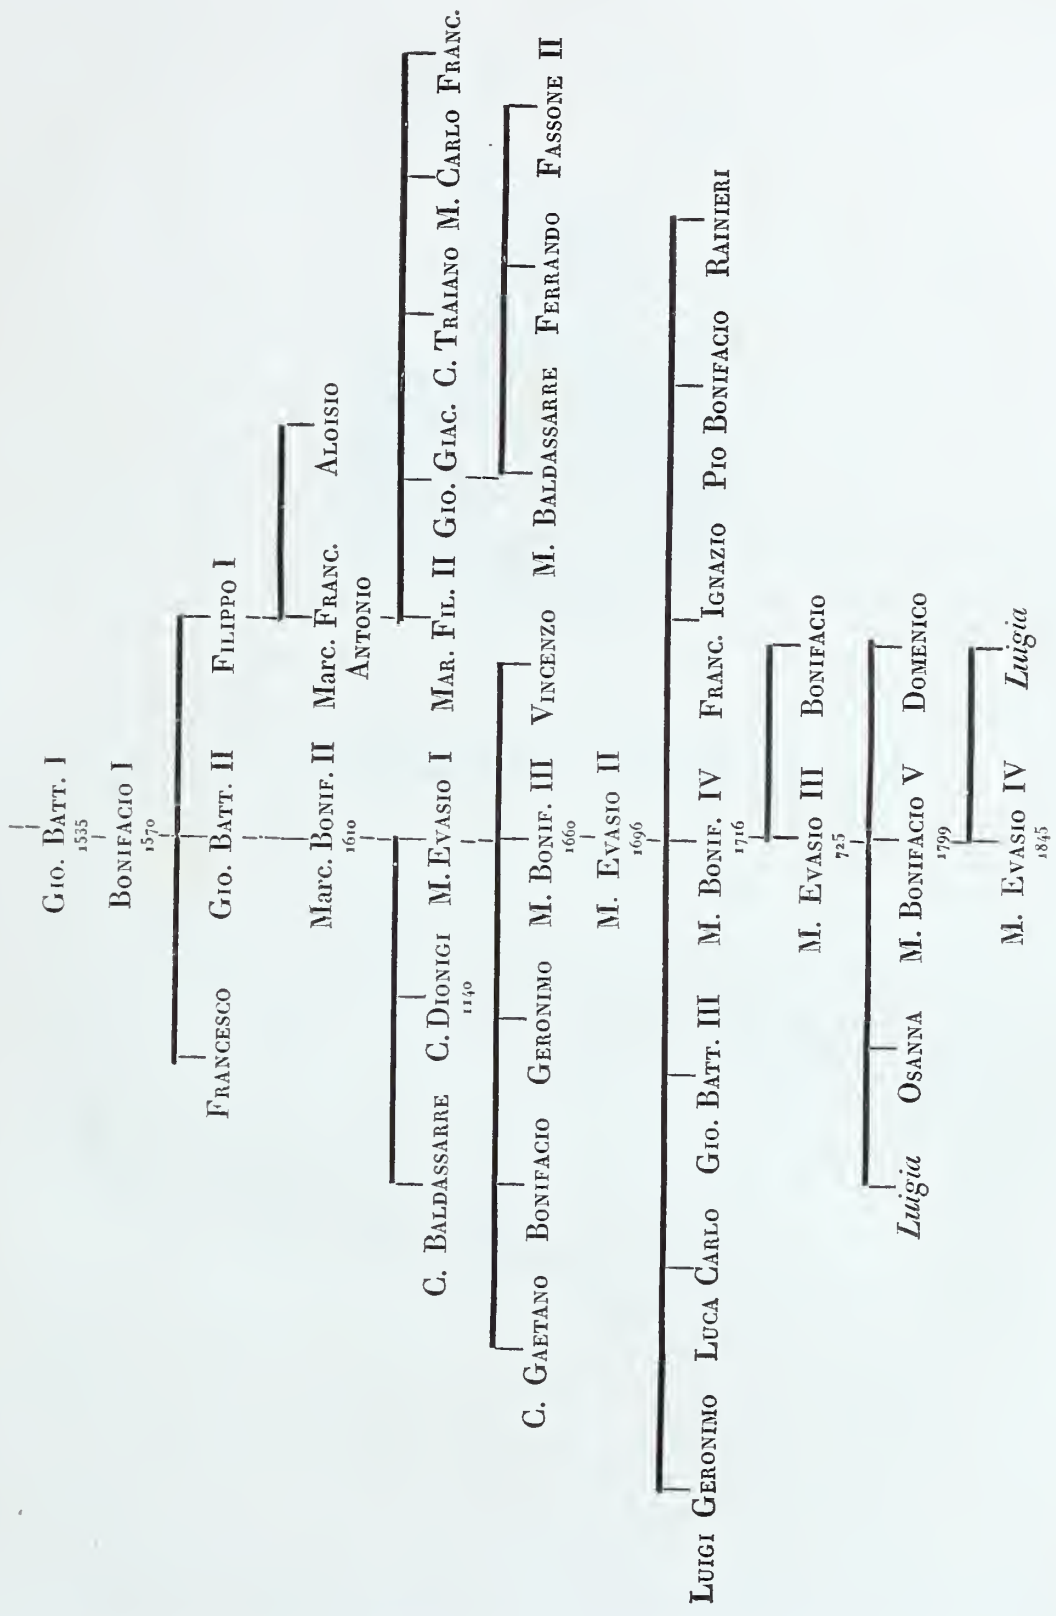 Gio. Batt. I
1535
Bonifacio I
1570
Francesco Gio. Batt. II Filippo I
Marc. Bonif. II Marc. Franc. Antonio Aloisio
1610
C. Baldassarre C. Dionigi M. Evasio I Mar. Fil. II Gio. Giac. C. Traiano M. Carlo Franc.
1140
C. Gaetano Bonifacio Geronimo M. Bonif. III Vincenzo M. Baldassarre Ferrando Fassone II
1660
M. Evasio II
1696
Luigi Geronimo Luca Carlo Gio. Batt. III M. Bonif. IV Franc. Ignazio Pio Bonifacio Rainieri
1716
M. Evasio III Bonifacio
725
Luigia Osanna M. Bonifacio V Domenico
1799
M. Evasio IV Luigia
1845